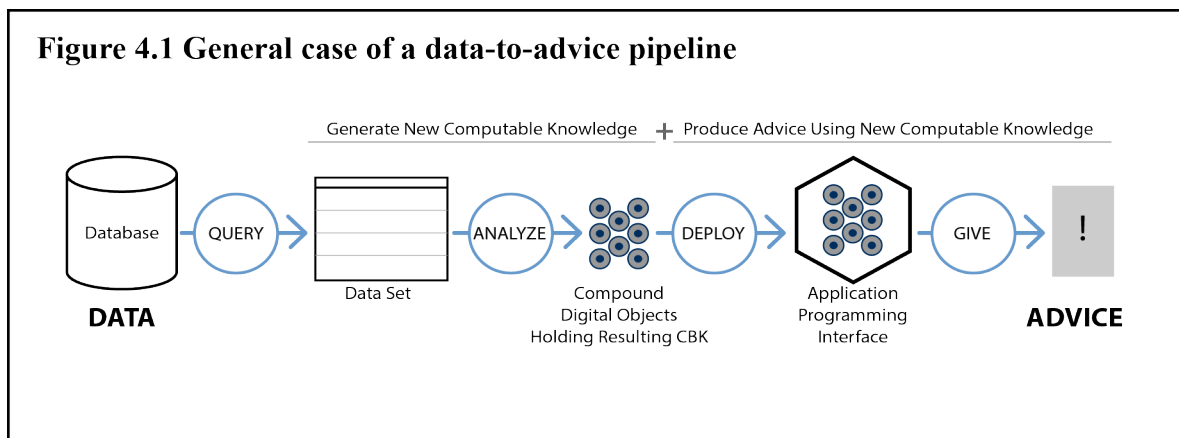 Figure 4.1 General case of a data-to-advice pipeline
Generate New Computable Knowledge + Produce Advice Using New Computable Knowledge
Database
QUERY
ANALYZE
DEPLOY
GIVE
!
Data Set
Compound
Digital Objects
Holding Resulting CBK
Application
Programming
Interface
DATA
ADVICE